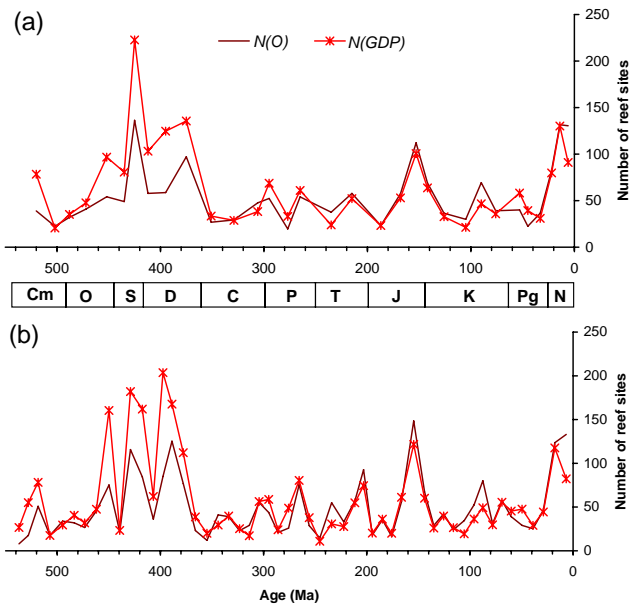 (a)
N(O) N(GDP)
250
200
150
100
50
0
Number of reef sites
500 400 300 200 100 0
Cm O S D C P T J K Pg N
(b)
250
200
150
100
50
0
Number of reef sites
500 400 300 200 100 0
Age (Ma)